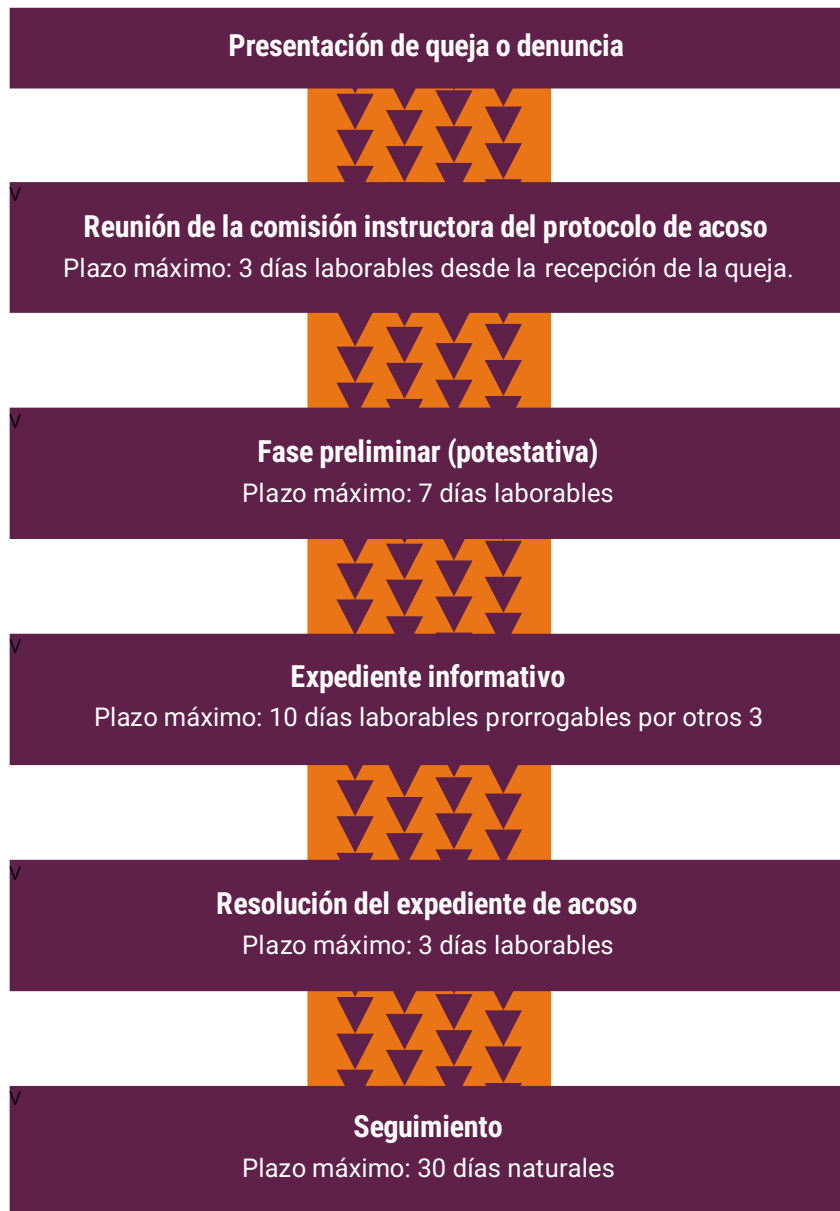 Presentación de queja o denuncia
V
Reunión de la comisión instructora del protocolo de acoso
Plazo máximo: 3 días laborables desde la recepción de la queja.
V
Fase preliminar (potestativa)
Plazo máximo: 7 días laborables
V
Expediente informativo
Plazo máximo: 10 días laborables prorrogables por otros 3
V
Resolución del expediente de acoso
Plazo máximo: 3 días laborables
V
Seguimiento
Plazo máximo: 30 días naturales